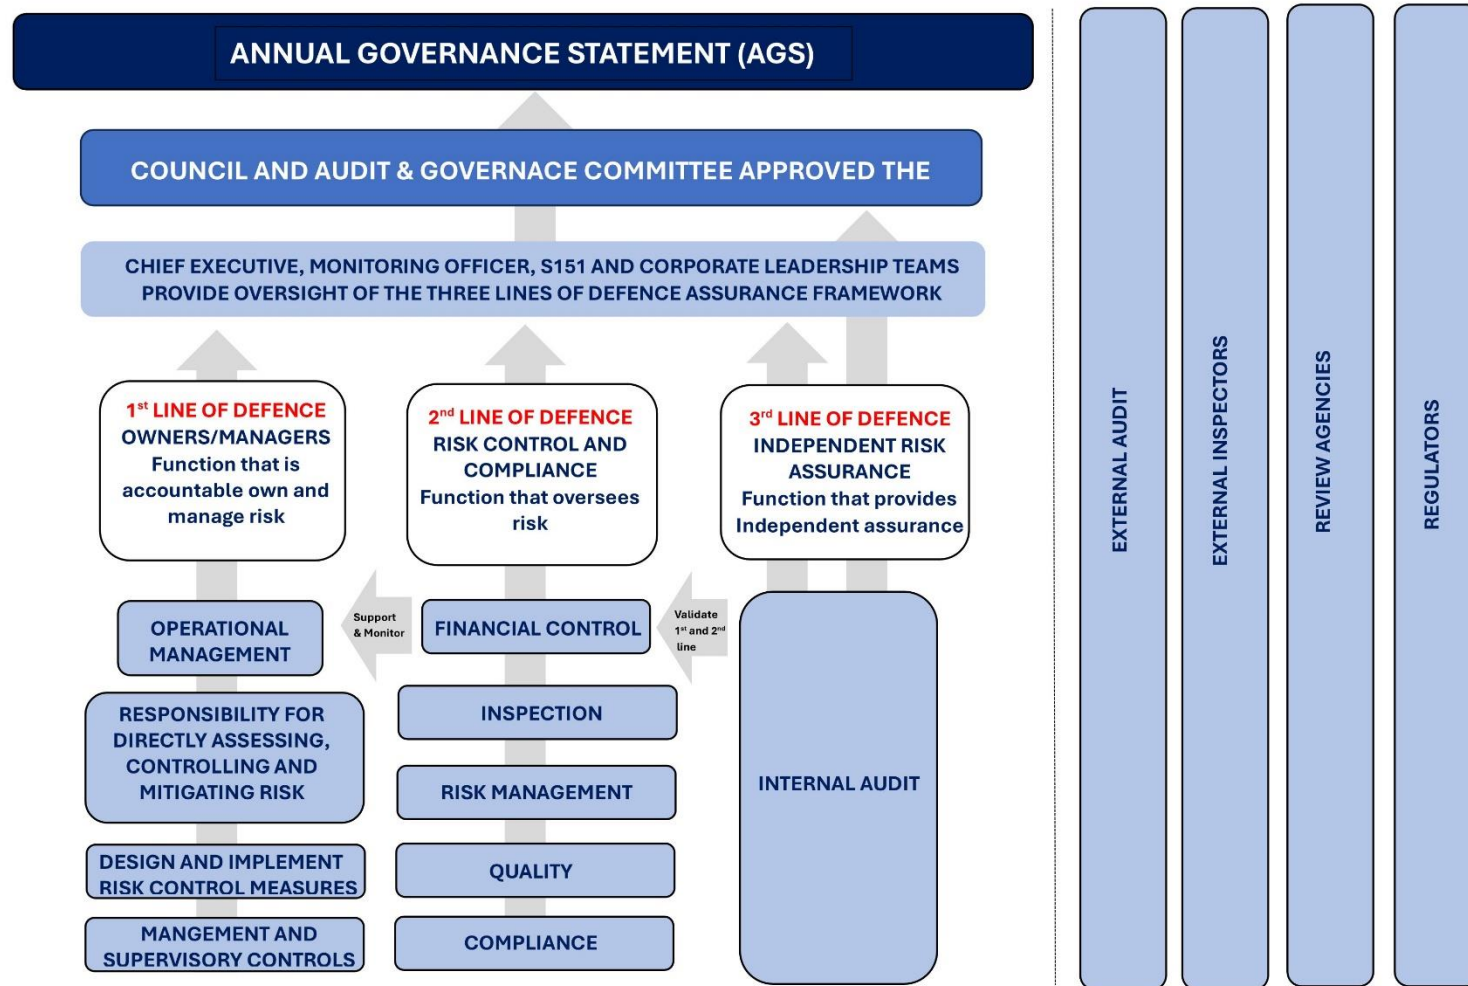 ANNUAL GOVERNANCE STATEMENT (AGS)
COUNCIL AND AUDIT & GOVERNACE COMMITTEE APPROVED THE
CHIEF EXECUTIVE, MONITORING OFFICER, S151 AND CORPORATE LEADERSHIP TEAMS
PROVIDE OVERSIGHT OF THE THREE LINES OF DEFENCE ASSURANCE FRAMEWORK
1st LINE OF DEFENCE
OWNERS/MANAGERS
Function that is
accountable own and
manage risk
2nd LINE OF DEFENCE
RISK CONTROL AND
COMPLIANCE
Function that oversees
risk
3rd LINE OF DEFENCE
INDEPENDENT RISK
ASSURANCE
Function that provides
Independent assurance
OPERATIONAL
MANAGEMENT
Support
& Monitor
FINANCIAL CONTROL
Validate
1st and 2nd
line
RESPONSIBILITY FOR
DIRECTLY ASSESSING,
CONTROLLING AND
MITIGATING RISK
DESIGN AND IMPLEMENT
RISK CONTROL MEASURES
MANGEMENT AND
SUPERVISORY CONTROLS
INSPECTION
RISK MANAGEMENT
QUALITY
COMPLIANCE
INTERNAL AUDIT
EXTERNAL AUDIT
EXTERNAL INSPECTORS
REVIEW AGENCIES
REGULATORS